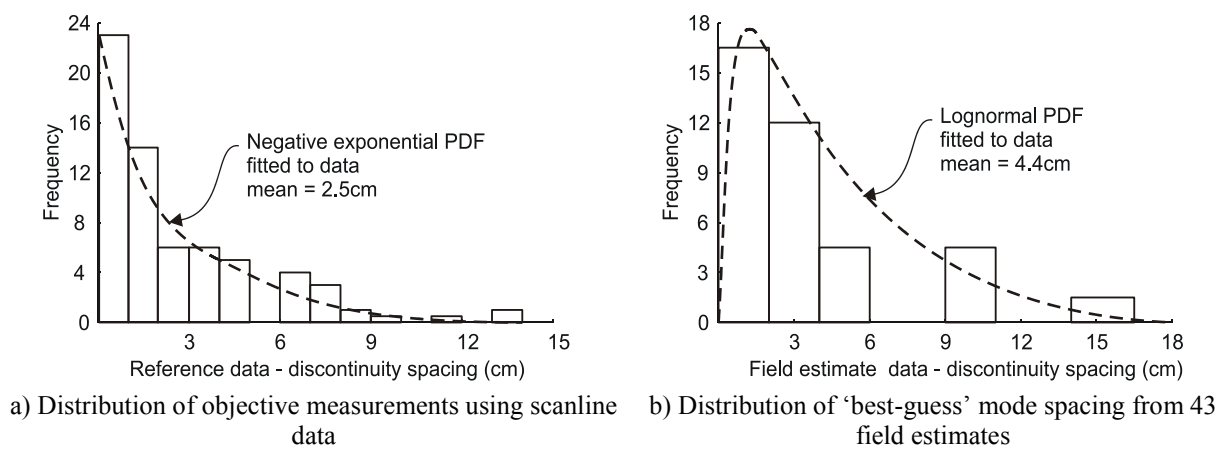 24
20
16
12
8
4
0
Frequency
Negative exponential PDF
fitted to data
mean = 2.5cm
3 6 9 12 15
Reference data - discontinuity spacing (cm)
a) Distribution of objective measurements using scanline
data
18
15
12
9
6
3
0
Frequency
Lognormal PDF
fitted to data
mean = 4.4cm
3 6 9 12 15 18
Field estimate data - discontinuity spacing (cm)
b) Distribution of ‘best-guess’ mode spacing from 43
field estimates